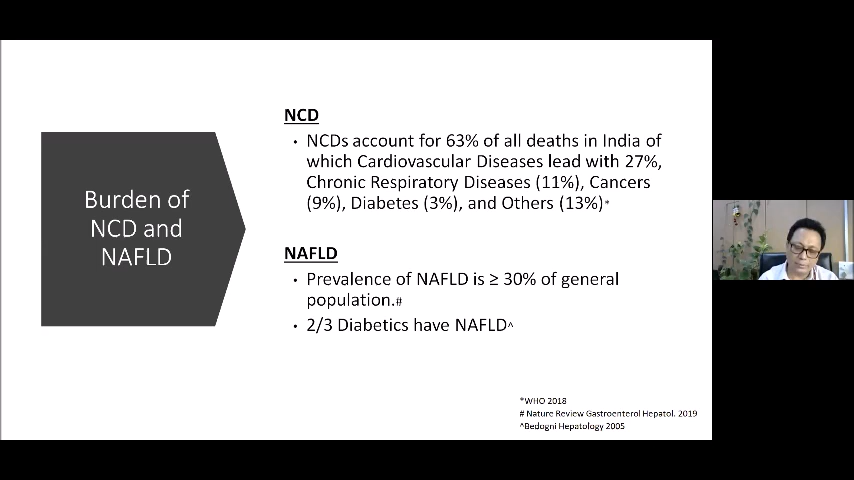 Burden of
NCD and
NAFLD
NCD
• NCDs account for 63% of all deaths in India of
which Cardiovascular Diseases lead with 27%,
Chronic Respiratory Diseases (11%), Cancers
(9%), Diabetes (3%), and Others (13%)*
NAFLD
• Prevalence of NAFLD is ≥ 30% of general
population.#
• 2/3 Diabetics have NAFLD^
*WHO 2018
# Nature Review Gastroenterol Hepatol. 2019
^Bedogni Hepatology 2005